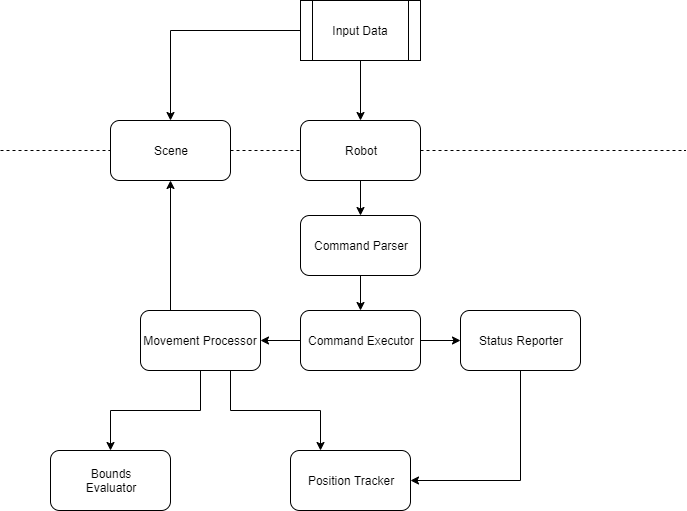 Input Data
Scene
Robot
Command Parser
Movement Processor
Command Executor
Status Reporter
Bounds
Evaluator
Position Tracker